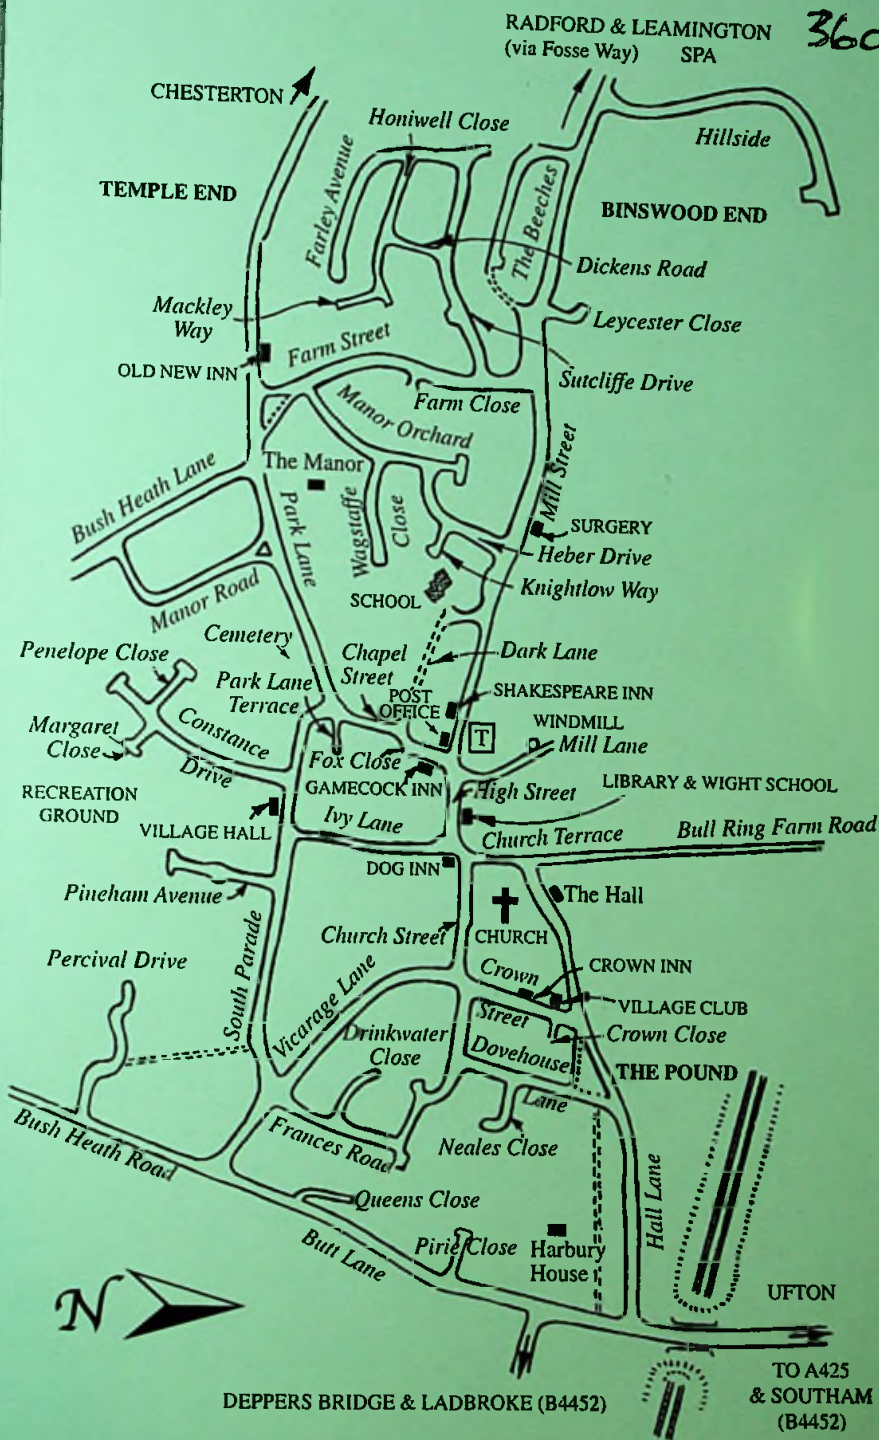 RADFORD & LEAMINGTON
(via Fosse Way) SPA
CHESTERTON
Honiwell Close
Hillside
Farley Avenue
TEMPLE END
The Beeches
BINSWOOD END
Dickens Road
Mackley
Way
Leycester Close
Farm Street
OLD NEW INN
Sutcliffe Drive
Farm Close
Manor Orchard
Mill Street
Bush Heath Lane
The Manor
Park Lane
Wagstaffe
Close
SURGERY
Heber Drive
Knightlow Way
SCHOOL
Manor Road
Cemetery
Penelope Close
Chapel
Street
Dark Lane
Park Lane
Terrace
POST
OFFICE
SHAKESPEARE INN
Margaret
Close
Constance
Drive
T
WINDMILL
Mill Lane
Fox Close
GAMECOCK INN
High Street
LIBRARY & WIGHT SCHOOL
RECREATION
GROUND
VILLAGE HALL
Ivy Lane
Church Terrace
Bull Ring Farm Road
DOG INN
Pineham Avenue
The Hall
Church Street
CHURCH
Percival Drive
South Parade
Vicarage Lane
Crown
Street
CROWN INN
VILLAGE CLUB
Crown Close
Drinkwater
Close
Dovehouse
Lane
THE POUND
Bush Heath Road
Frances Road
Neales Close
Queens Close
Hall Lane
Butt Lane
Pirie Close
Harbury
House
N
UFTON
DEPPERS BRIDGE & LADBROKE (B4452)
TO A425
& SOUTHAM
(B4452)